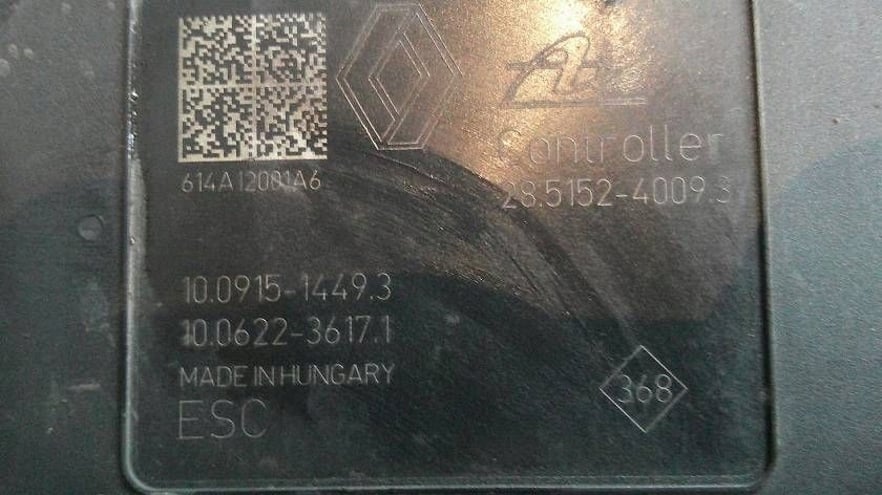 Ate
Controller
28.5152-4009.3
614A12081A6
10.0915-1449.3
10.0622-3617.1
MADE IN HUNGARY
368
ESC